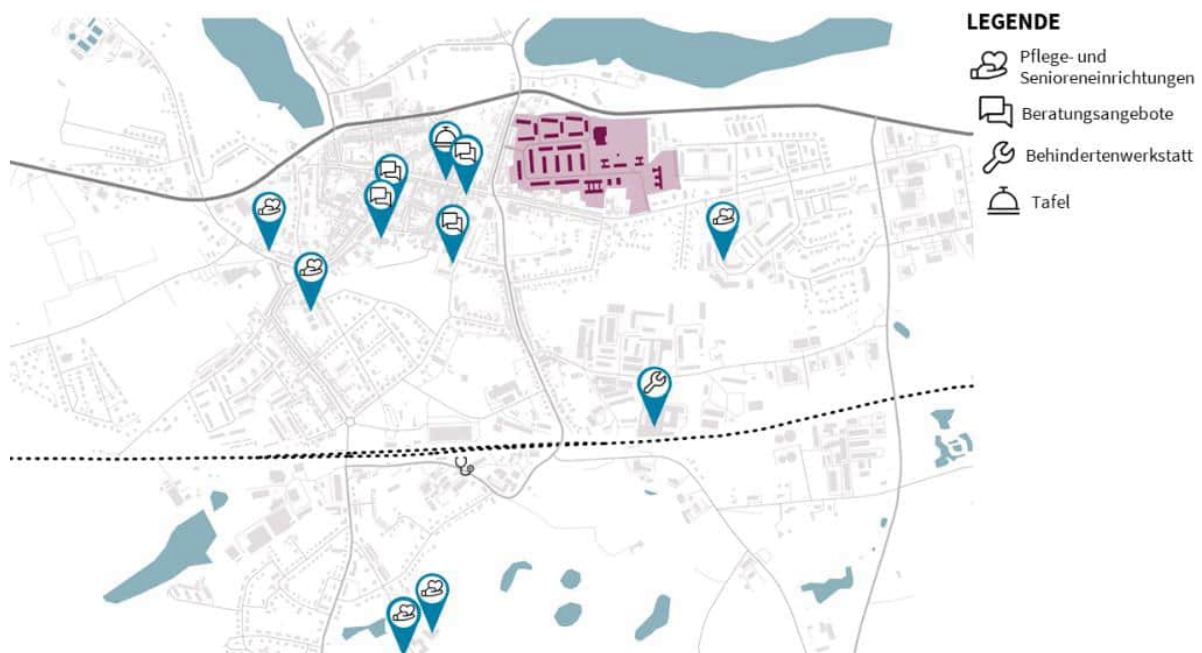 LEGENDE
Pflege- und
Senioreneinrichtungen
Beratungsangebote
Behindertenwerkstatt
Tafel